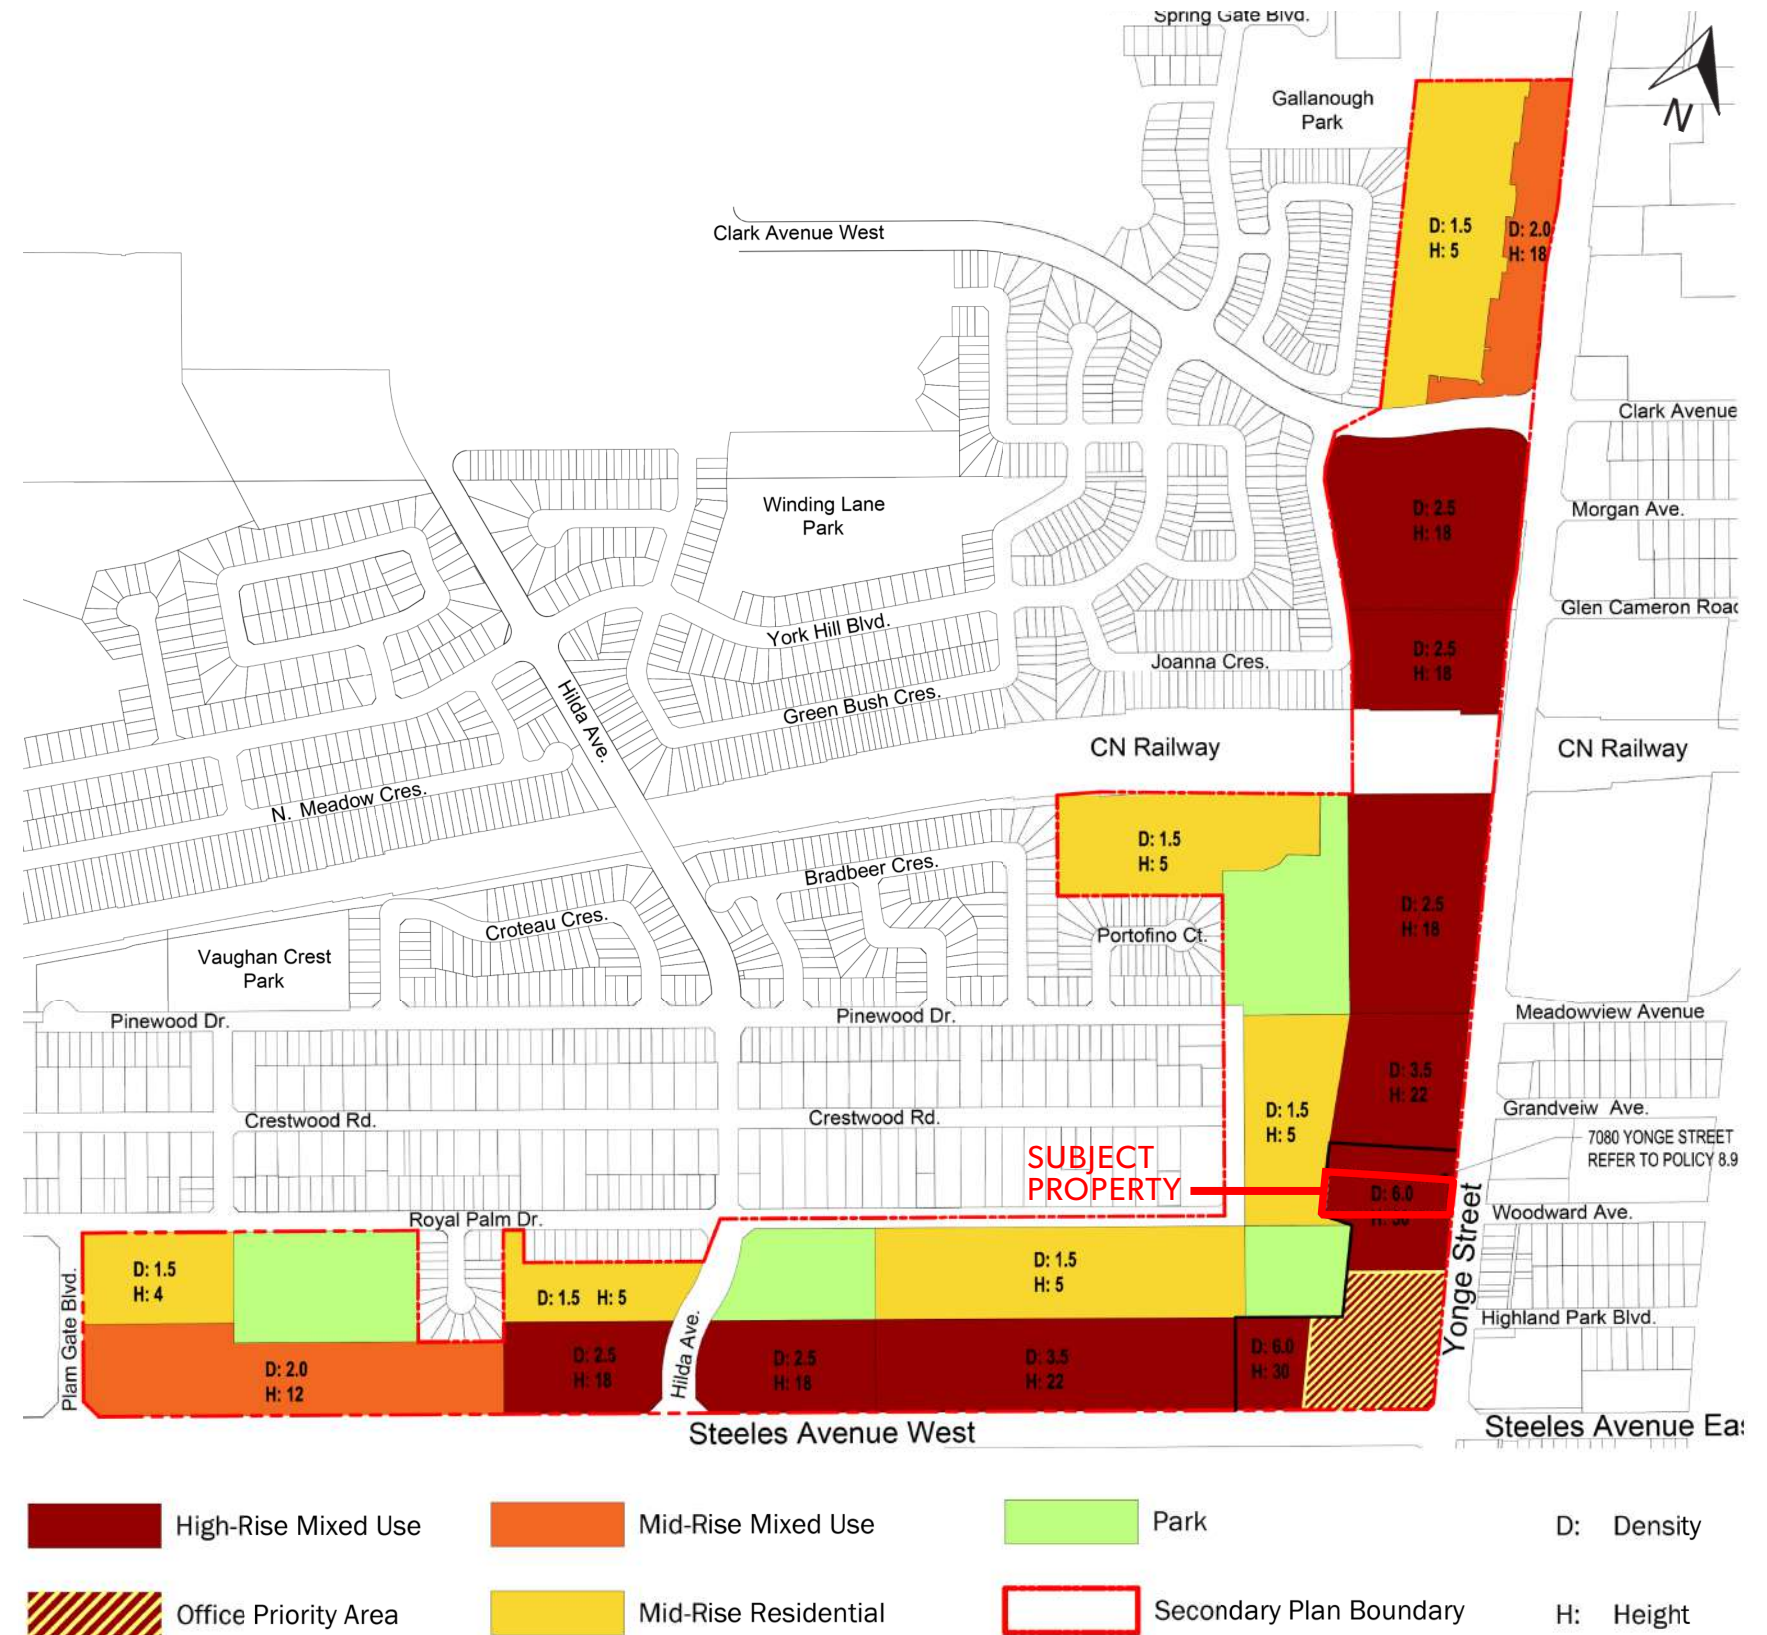 Spring Gate Blvd.
Gallanough
Park
N
Clark Avenue West
D: 1.5
H: 5
D: 2.0
H: 18
Clark Avenue
Winding Lane
Park
D: 2.5
H: 18
Morgan Ave.
Glen Cameron Road
York Hill Blvd.
Joanna Cres.
D: 2.5
H: 18
Hilda Ave.
Green Bush Cres.
CN Railway
CN Railway
N. Meadow Cres.
D: 1.5
H: 5
Bradbeer Cres.
D: 2.5
H: 18
Croteau Cres.
Portofino Ct.
Vaughan Crest
Park
Pinewood Dr.
Pinewood Dr.
Meadowview Avenue
D: 3.5
H: 22
Crestwood Rd.
Crestwood Rd.
D: 1.5
H: 5
Grandveiw Ave.
7080 YONGE STREET
REFER TO POLICY 8.9
SUBJECT
PROPERTY
D: 6.0
H: 30
Royal Palm Dr.
Woodward Ave.
Yonge Street
D: 1.5
H: 4
D: 1.5 H: 5
D: 1.5
H: 5
Plam Gate Blvd.
Highland Park Blvd.
D: 2.0
H: 12
D: 2.5
H: 18
Hilda Ave.
D: 2.5
H: 18
D: 3.5
H: 22
D: 6.0
H: 30
Steeles Avenue West
Steeles Avenue Eas
High-Rise Mixed Use
Mid-Rise Mixed Use
Park
D: Density
Office Priority Area
Mid-Rise Residential
Secondary Plan Boundary
H: Height